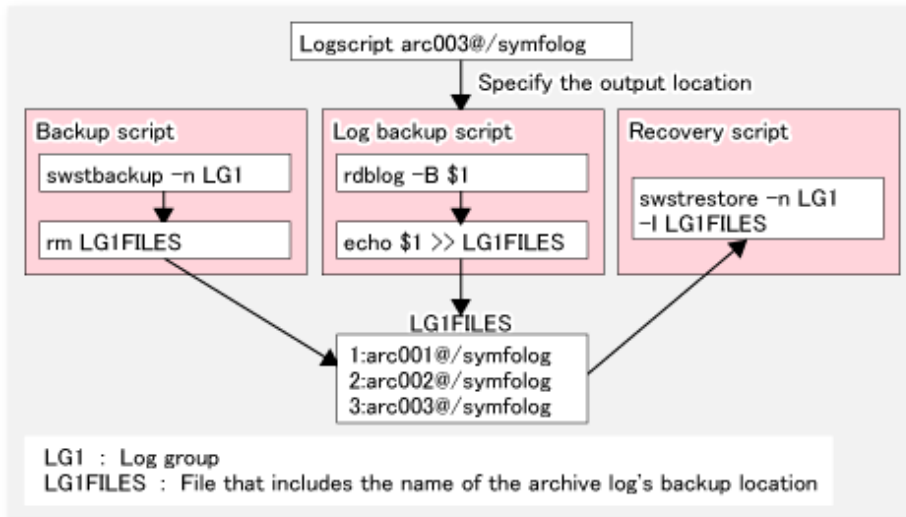 Logscript arc003@/symfolog
Specify the output location
Backup script
swstbackup -n LG1
rm LG1FILES
Log backup script
rdblog -B $1
echo $1 >> LG1FILES
Recovery script
swstrestore -n LG1
-l LG1FILES
LG1FILES
1:arc001@/symfolog
2:arc002@/symfolog
3:arc003@/symfolog
LG1 : Log group
LG1FILES : File that includes the name of the archive log's backup location